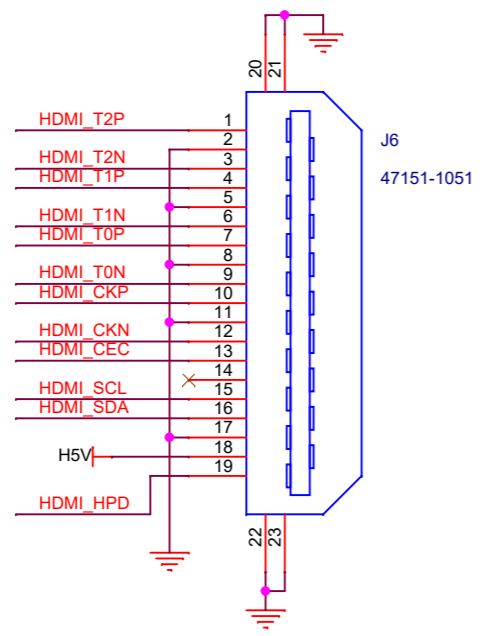 20
21
HDMI_T2P 1
2
HDMI_T2N 3
HDMI_T1P 4
5
HDMI_T1N 6
HDMI_T0P 7
8
HDMI_T0N 9
HDMI_CKP 10
11
HDMI_CKN 12
HDMI_CEC 13
14
HDMI_SCL 15
HDMI_SDA 16
17
H5V 18
19
HDMI_HPD
J6
47151-1051
22
23